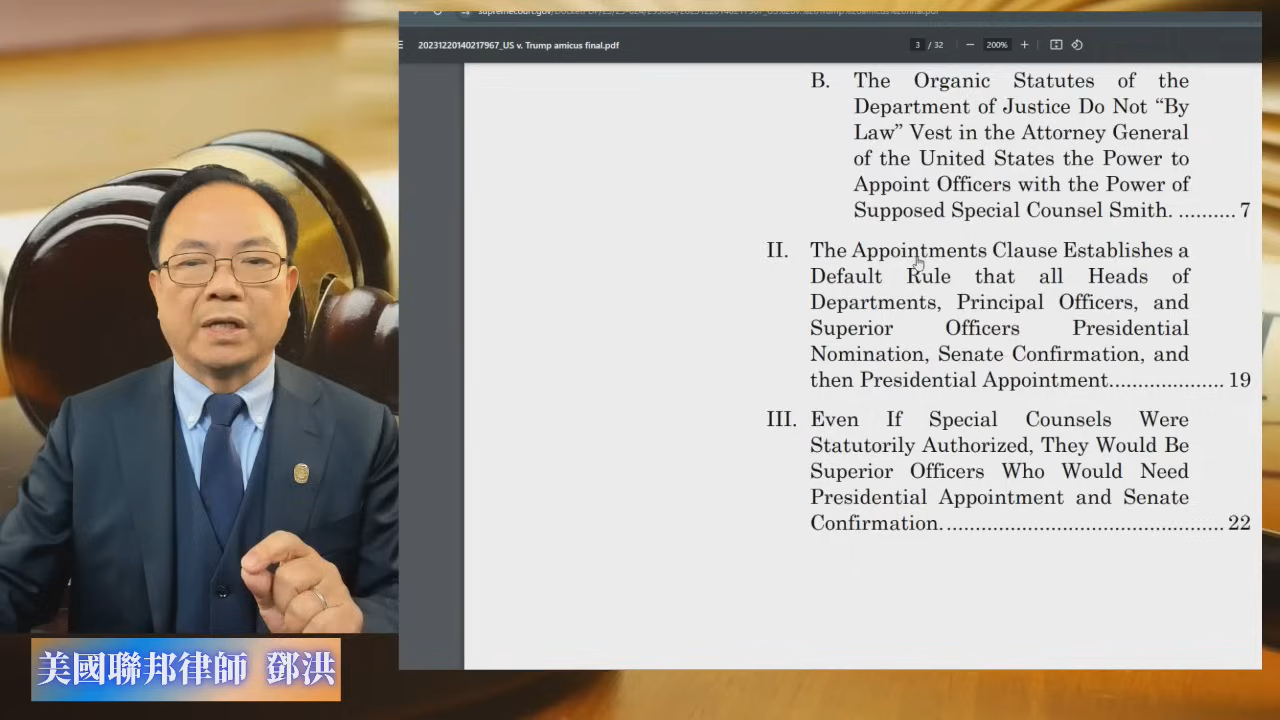 20231220140217967_US v. Trump amicus final.pdf
3 / 32
200%
B. The Organic Statutes of the
Department of Justice Do Not “By
Law” Vest in the Attorney General
of the United States the Power to
Appoint Officers with the Power of
Supposed Special Counsel Smith. .......... 7
II. The Appointments Clause Establishes a
Default Rule that all Heads of
Departments, Principal Officers, and
Superior Officers Presidential
Nomination, Senate Confirmation, and
then Presidential Appointment.................... 19
III. Even If Special Counsels Were
Statutorily Authorized, They Would Be
Superior Officers Who Would Need
Presidential Appointment and Senate
Confirmation. ............................................ 22
美國聯邦律師 鄧洪